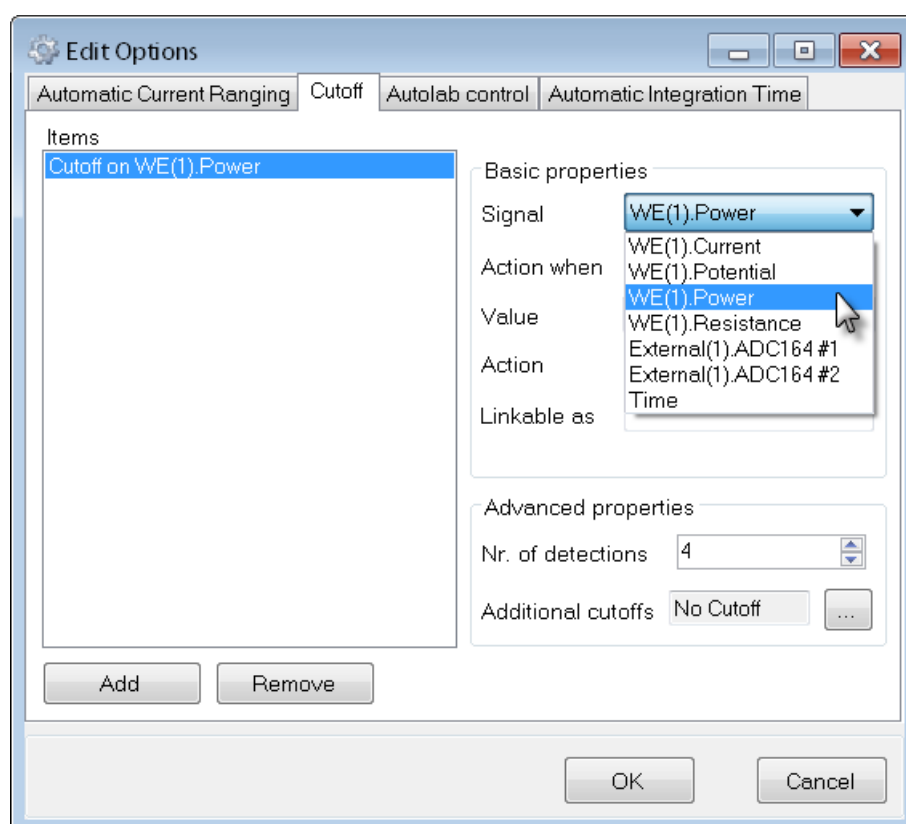 Edit Options
Automatic Current Ranging Cutoff Autolab control Automatic Integration Time
Items
Cutoff on WE(1).Power
Basic properties
Signal WE(1).Power
WE(1).Current
Action when WE(1).Potential
WE(1).Power
Value WE(1).Resistance
External(1).ADC164 #1
Action External(1).ADC164 #2
Time
Linkable as
Advanced properties
Nr. of detections 4
Additional cutoffs No Cutoff ...
Add Remove
OK Cancel